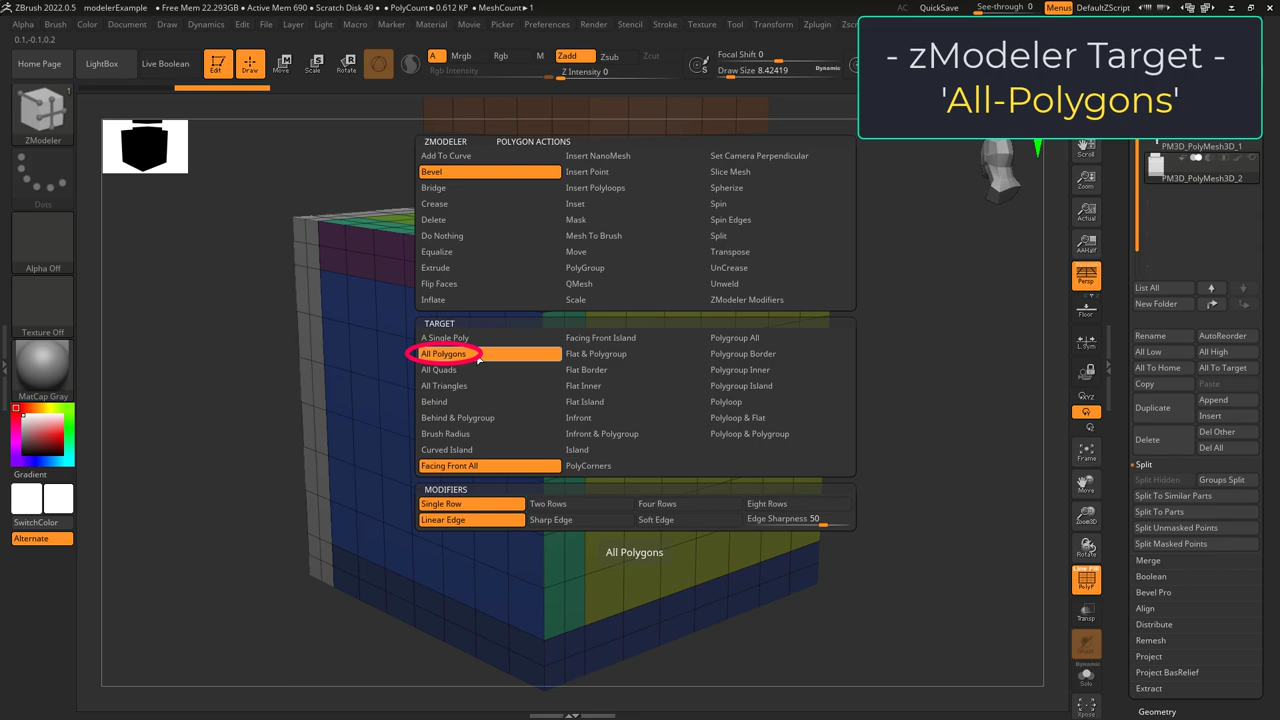 ZBrush 2022.0.5 modelerExample • Free Mem 22.293GB • Active Mem 690 • Scratch Disk 49 • PolyCount▸0.612 KP • MeshCount▸1 AC QuickSave See-through 0 Menus DefaultZScript
Alpha Brush Color Document Draw Dynamics Edit File Layer Light Macro Marker Material Movie Picker Preferences Render Stencil Stroke Texture Tool Transform Zplugin
0.1,-0.1,0.2
Home Page LightBox Live Boolean Edit Draw Move Scale Rotate A Mrgb Rgb M Zadd Zsub Zcut Focal Shift 0
Rgb Intensity Z Intensity 0 Draw Size 8.42419 Dynamic
- zModeler Target -
'All-Polygons'
1
ZModeler
Dots
Alpha Off
Texture Off
MatCap Gray
Gradient
SwitchColor
Alternate
ZMODELER POLYGON ACTIONS
Add To Curve Insert NanoMesh Set Camera Perpendicular
Bevel Insert Point Slice Mesh
Bridge Insert Polyloops Spherize
Crease Inset Spin
Delete Mask Spin Edges
Do Nothing Mesh To Brush Split
Equalize Move Transpose
Extrude PolyGroup UnCrease
Flip Faces QMesh Unweld
Inflate Scale ZModeler Modifiers
TARGET
A Single Poly Facing Front Island Polygroup All
All Polygons Flat & Polygroup Polygroup Border
All Quads Flat Border Polygroup Inner
All Triangles Flat Inner Polygroup Island
Behind Flat Island Polyloop
Behind & Polygroup Infront Polyloop & Flat
Brush Radius Infront & Polygroup Polyloop & Polygroup
Curved Island Island
Facing Front All PolyCorners
MODIFIERS
Single Row Two Rows Four Rows Eight Rows
Linear Edge Sharp Edge Soft Edge Edge Sharpness 50
All Polygons
Scroll
Zoom
Actual
AAHalf
Persp
Floor
L.Sym
XYZ
Frame
Move
Zoom3D
Rotate
Line Fill
PolyF
Transp
Dynamic
Solo
Xpose
PM3D_PolyMesh3D_1
PM3D_PolyMesh3D_2
List All
New Folder
Rename AutoReorder
All Low All High
All To Home All To Target
Copy Paste
Duplicate Append
Insert
Delete Del Other
Del All
Split
Split Hidden Groups Split
Split To Similar Parts
Split To Parts
Split Unmasked Points
Split Masked Points
Merge
Boolean
Bevel Pro
Align
Distribute
Remesh
Project
Project BasRelief
Extract
Geometry